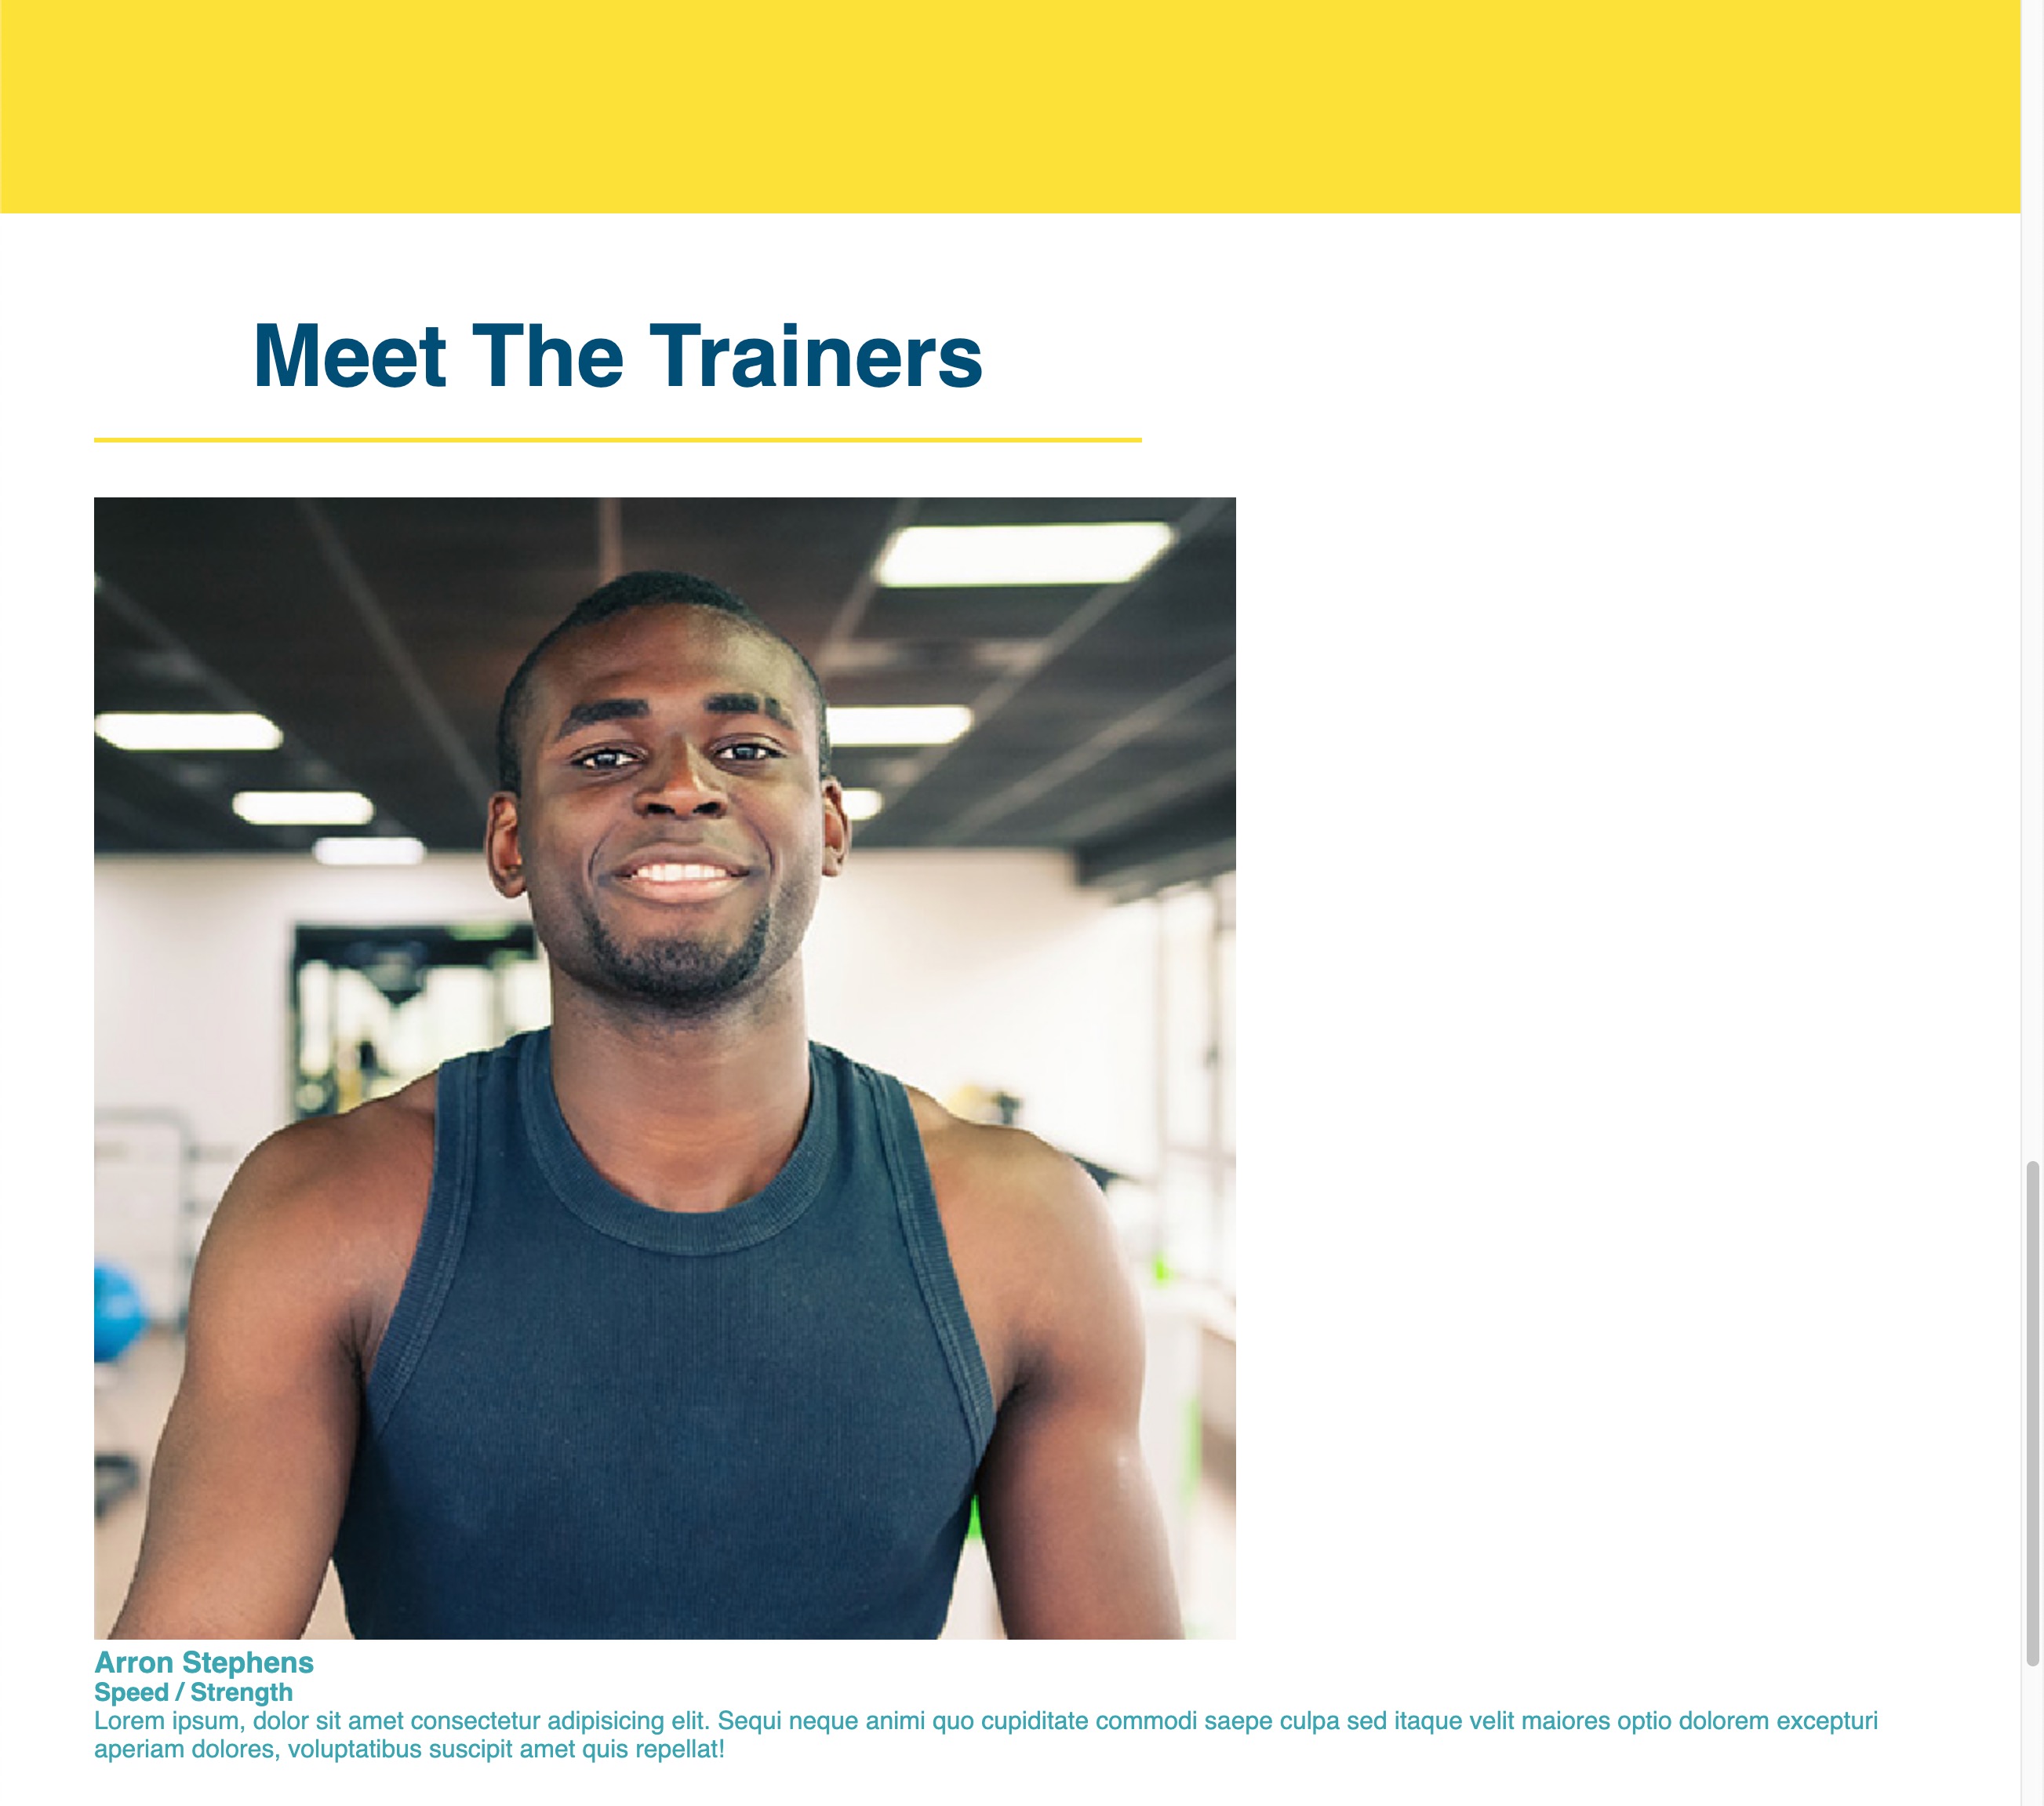 Meet The Trainers
Arron Stephens
Speed / Strength
Lorem ipsum, dolor sit amet consectetur adipisicing elit. Sequi neque animi quo cupiditate commodi saepe culpa sed itaque velit maiores optio dolorem excepturi
aperiam dolores, voluptatibus suscipit amet quis repellat!